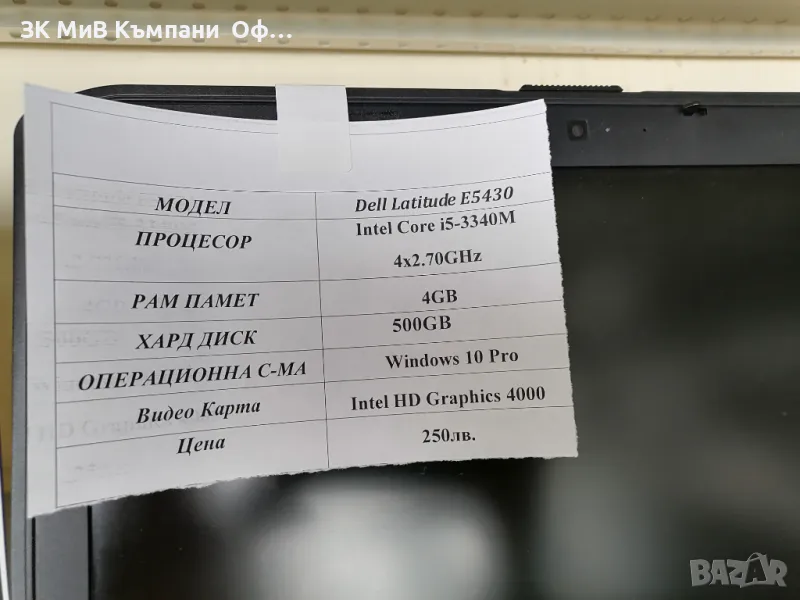 ЗК МиВ Къмпани Оф...
МОДЕЛ Dell Latitude E5430
ПРОЦЕСОР Intel Core i5-3340M
4x2.70GHz
РАМ ПАМЕТ 4GB
ХАРД ДИСК 500GB
ОПЕРАЦИОННА С-МА Windows 10 Pro
Видео Карта Intel HD Graphics 4000
Цена 250лв.
BAZAR